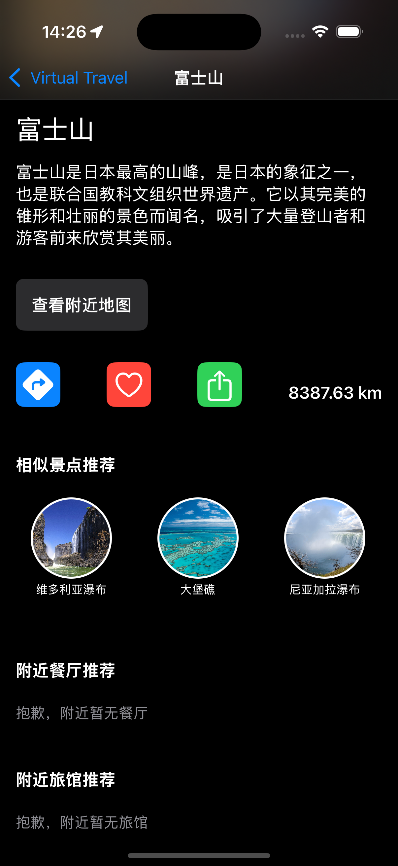 14:26
Virtual Travel
富士山
富士山
富士山是日本最高的山峰，是日本的象征之一，
也是联合国教科文组织世界遗产。它以其完美的
锥形和壮丽的景色而闻名，吸引了大量登山者和
游客前来欣赏其美丽。
查看附近地图
8387.63 km
相似景点推荐
维多利亚瀑布
大堡礁
尼亚加拉瀑布
附近餐厅推荐
抱歉，附近暂无餐厅
附近旅馆推荐
抱歉，附近暂无旅馆